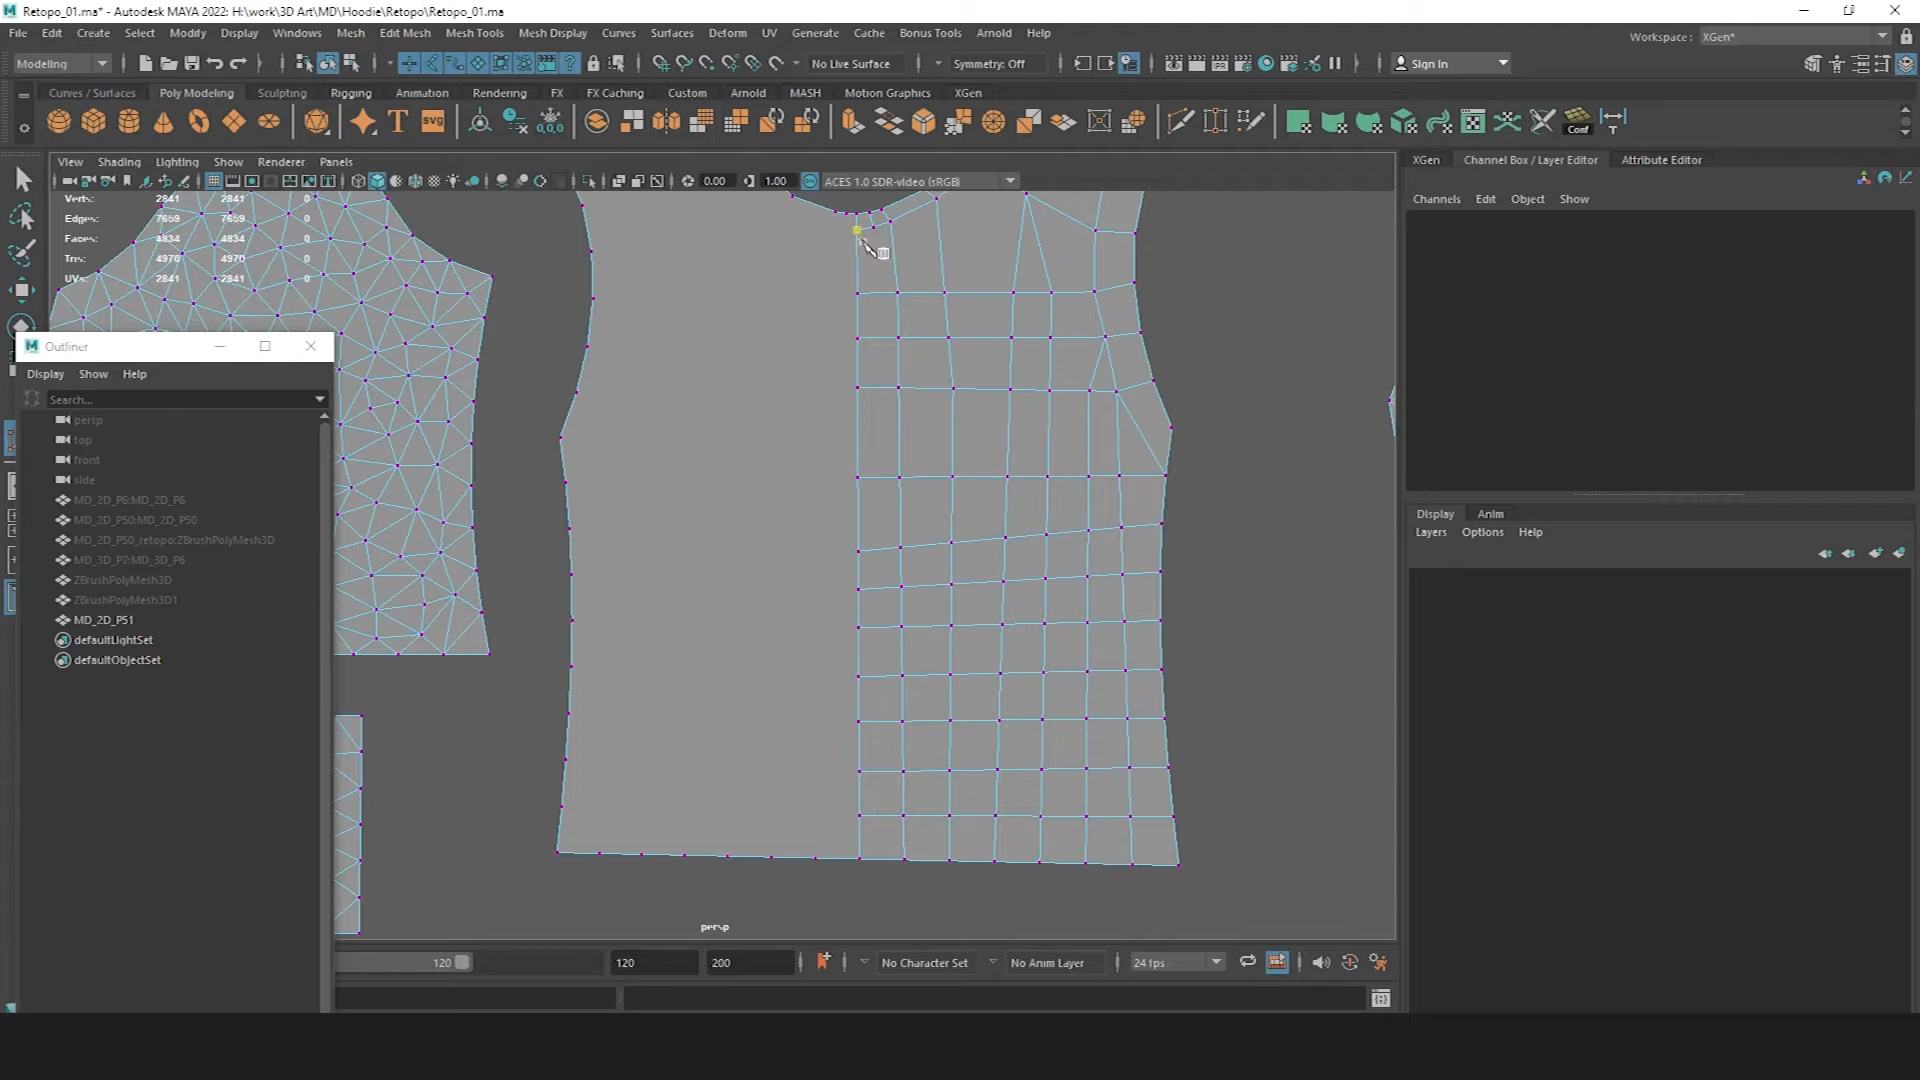 Retopo_01.ma* - Autodesk MAYA 2022: H:\work\3D Art\MD\Hoodie\Retopo\Retopo_01.ma
File Edit Create Select Modify Display Windows Mesh Edit Mesh Mesh Tools Mesh Display Curves Surfaces Deform UV Generate Cache Bonus Tools Arnold Help
Workspace : XGen*
Modeling No Live Surface Symmetry: Off Sign In
Curves / Surfaces Poly Modeling Sculpting Rigging Animation Rendering FX FX Caching Custom Arnold MASH Motion Graphics XGen
svg 0,0,0 Conf
View Shading Lighting Show Renderer Panels
XGen Channel Box / Layer Editor Attribute Editor
0.00 1.00 ACES 1.0 SDR-video (sRGB)
Channels Edit Object Show
Verts: 2841 2841 0
Edges: 7659 7659 0
Faces: 4834 4834 0
Tris: 4970 4970 0
UVs: 2841 2841 0
Outliner
Display Show Help
Search...
persp
top
front
side
MD_2D_P6:MD_2D_P6
MD_2D_P50:MD_2D_P50
MD_2D_P50_retopo:ZBrushPolyMesh3D
MD_3D_P7:MD_3D_P6
ZBrushPolyMesh3D
ZBrushPolyMesh3D1
MD_2D_P51
defaultLightSet
defaultObjectSet
Display Anim
Layers Options Help
persp
120 120 200 No Character Set No Anim Layer 24 fps